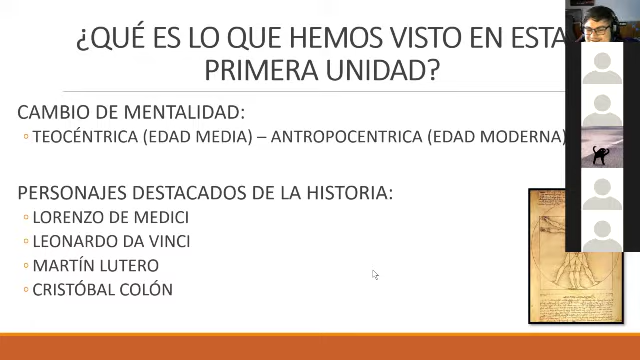 ¿QUÉ ES LO QUE HEMOS VISTO EN ESTA
PRIMERA UNIDAD?
CAMBIO DE MENTALIDAD:
TEOCÉNTRICA (EDAD MEDIA) – ANTROPOCENTRICA (EDAD MODERNA)
PERSONAJES DESTACADOS DE LA HISTORIA:
LORENZO DE MEDICI
LEONARDO DA VINCI
MARTÍN LUTERO
CRISTÓBAL COLÓN